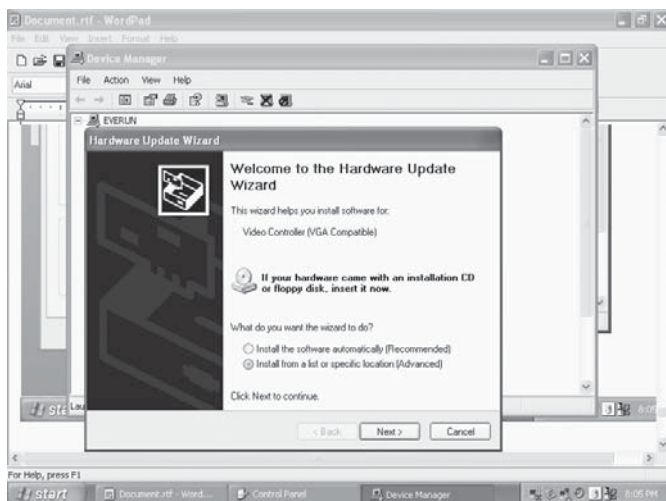 Document.rtf - WordPad
File Edit View Insert Format Help
Device Manager
Arial
File Action View Help
EVERUN
Hardware Update Wizard
Welcome to the Hardware Update
Wizard
This wizard helps you install software for:
Video Controller (VGA Compatible)
If your hardware came with an installation CD
or floppy disk, insert it now.
What do you want the wizard to do?
Install the software automatically (Recommended)
Install from a list or specific location (Advanced)
Click Next to continue.
< Back
Next >
Cancel
Lau
For Help, press F1
start
Document.rtf - Word...
Control Panel
Device Manager
8:05 PM